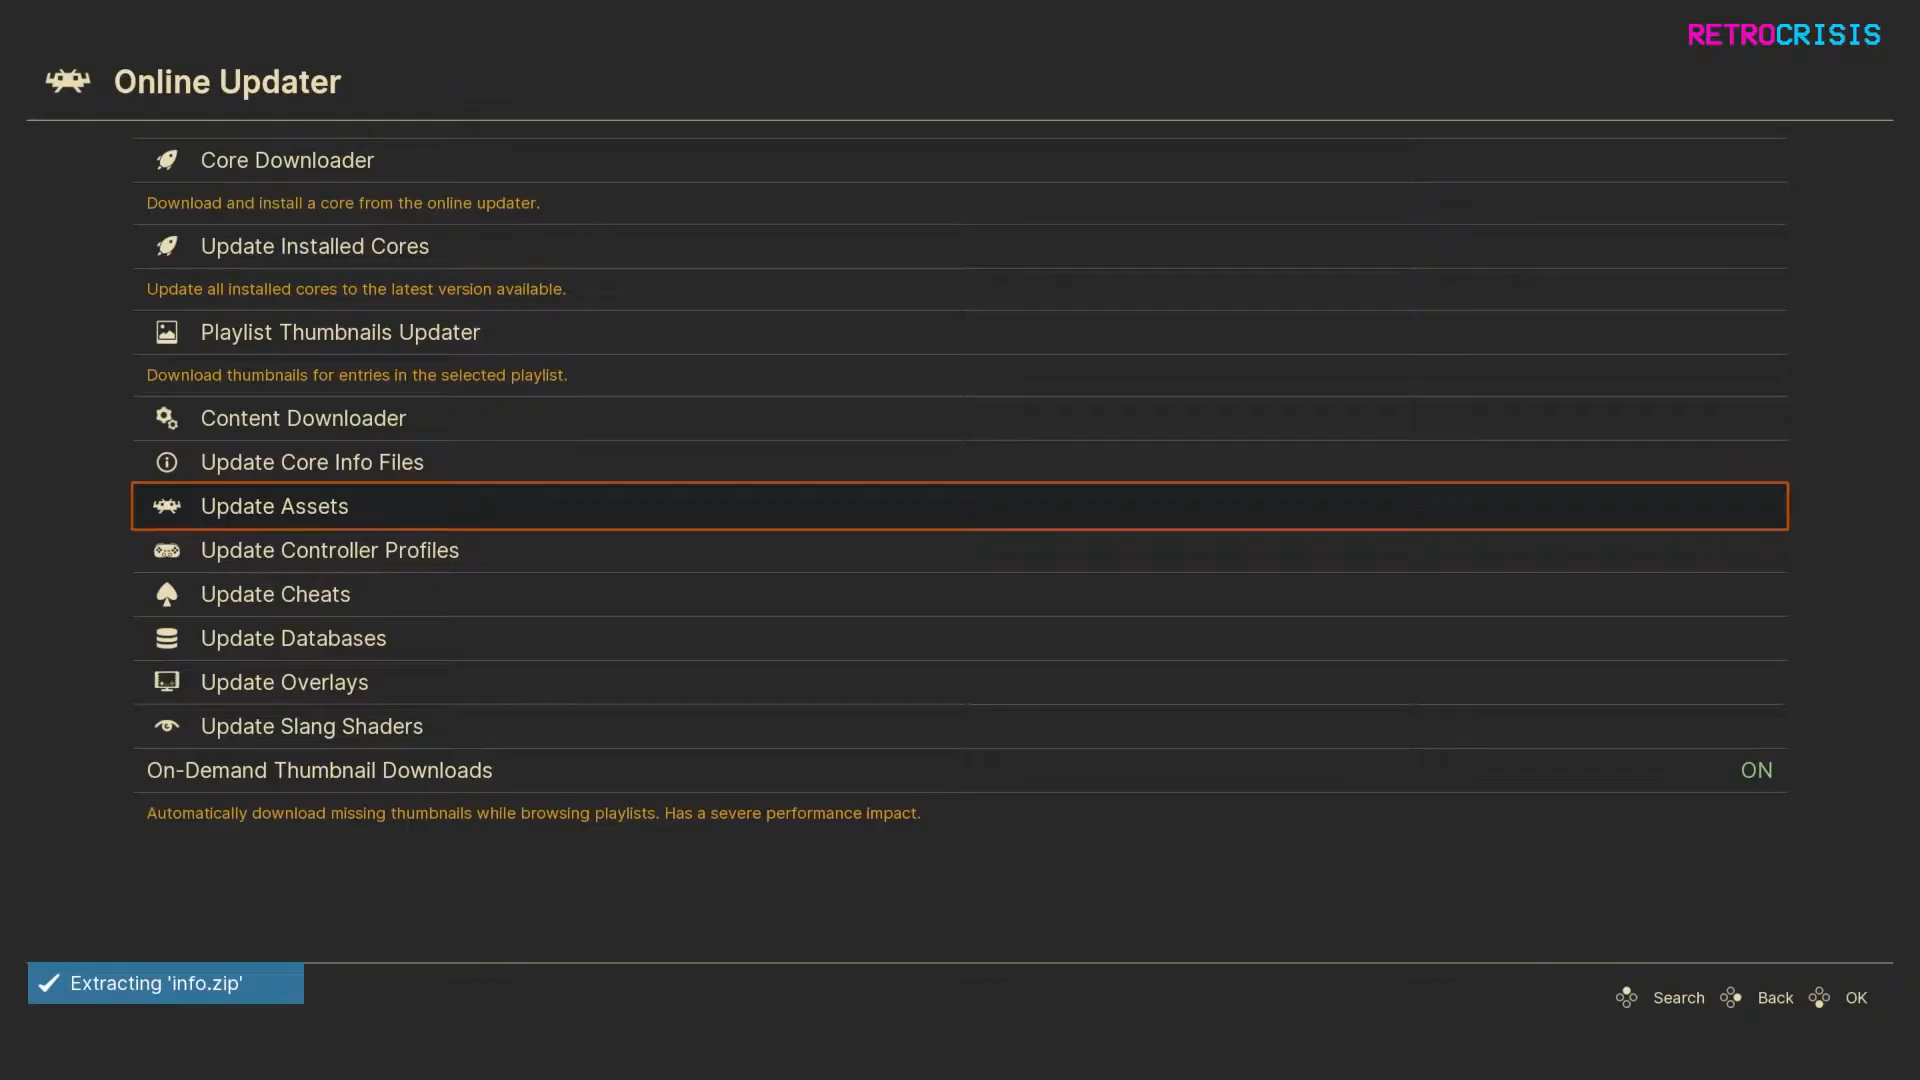 RETROCRISIS
Online Updater
Core Downloader
Download and install a core from the online updater.
Update Installed Cores
Update all installed cores to the latest version available.
Playlist Thumbnails Updater
Download thumbnails for entries in the selected playlist.
Content Downloader
Update Core Info Files
Update Assets
Update Controller Profiles
Update Cheats
Update Databases
Update Overlays
Update Slang Shaders
On-Demand Thumbnail Downloads ON
Automatically download missing thumbnails while browsing playlists. Has a severe performance impact.
Extracting 'info.zip'
Search Back OK